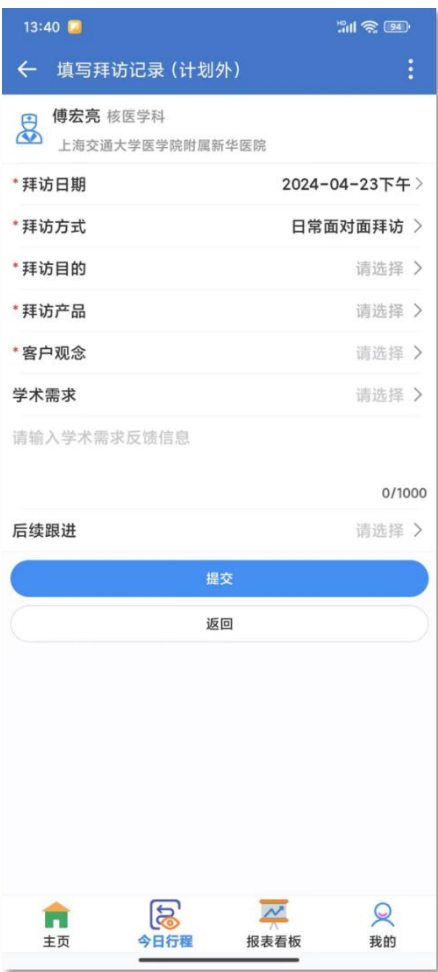 13:40 HD 94
填写拜访记录（计划外）
傅宏亮 核医学科
上海交通大学医学院附属新华医院
*拜访日期 2024-04-23下午
*拜访方式 日常面对面拜访
*拜访目的 请选择
*拜访产品 请选择
*客户观念 请选择
学术需求 请选择
请输入学术需求反馈信息
0/1000
后续跟进 请选择
提交
返回
主页 今日行程 报表看板 我的